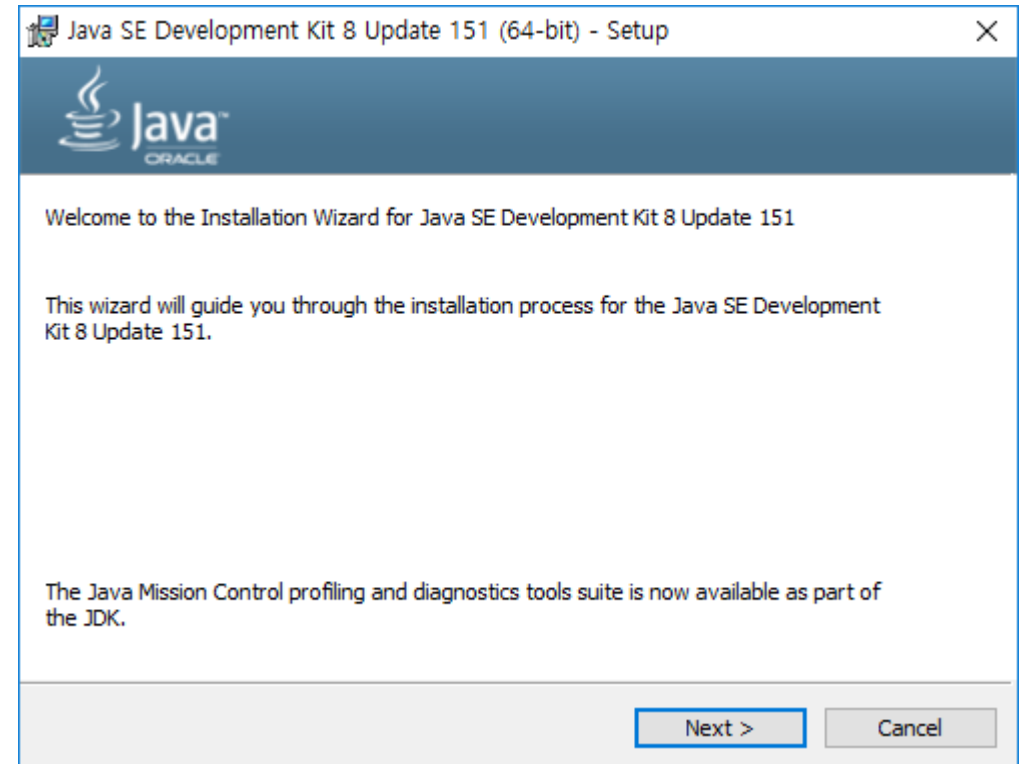 Java SE Development Kit 8 Update 151 (64-bit) - Setup
Java™
ORACLE
Welcome to the Installation Wizard for Java SE Development Kit 8 Update 151
This wizard will guide you through the installation process for the Java SE Development
Kit 8 Update 151.
The Java Mission Control profiling and diagnostics tools suite is now available as part of
the JDK.
Next >
Cancel